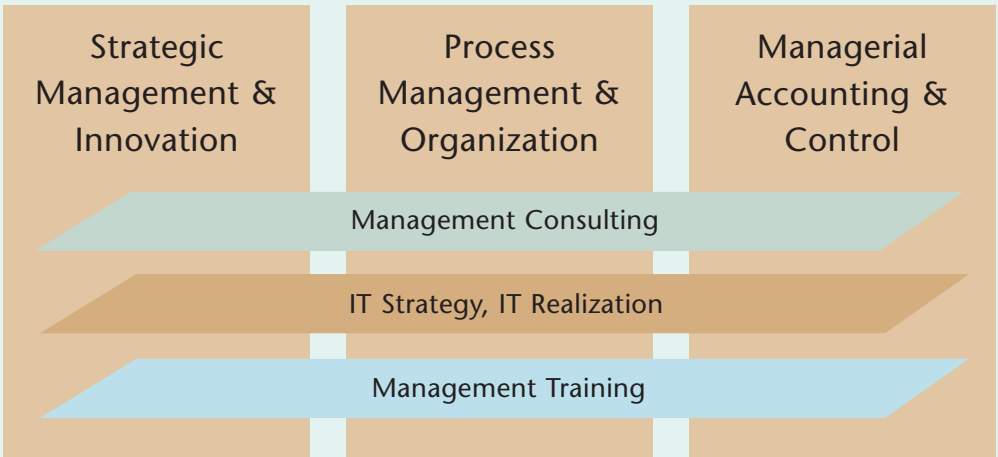 Strategic
Management &
Innovation
Process
Management &
Organization
Managerial
Accounting &
Control
Management Consulting
IT Strategy, IT Realization
Management Training